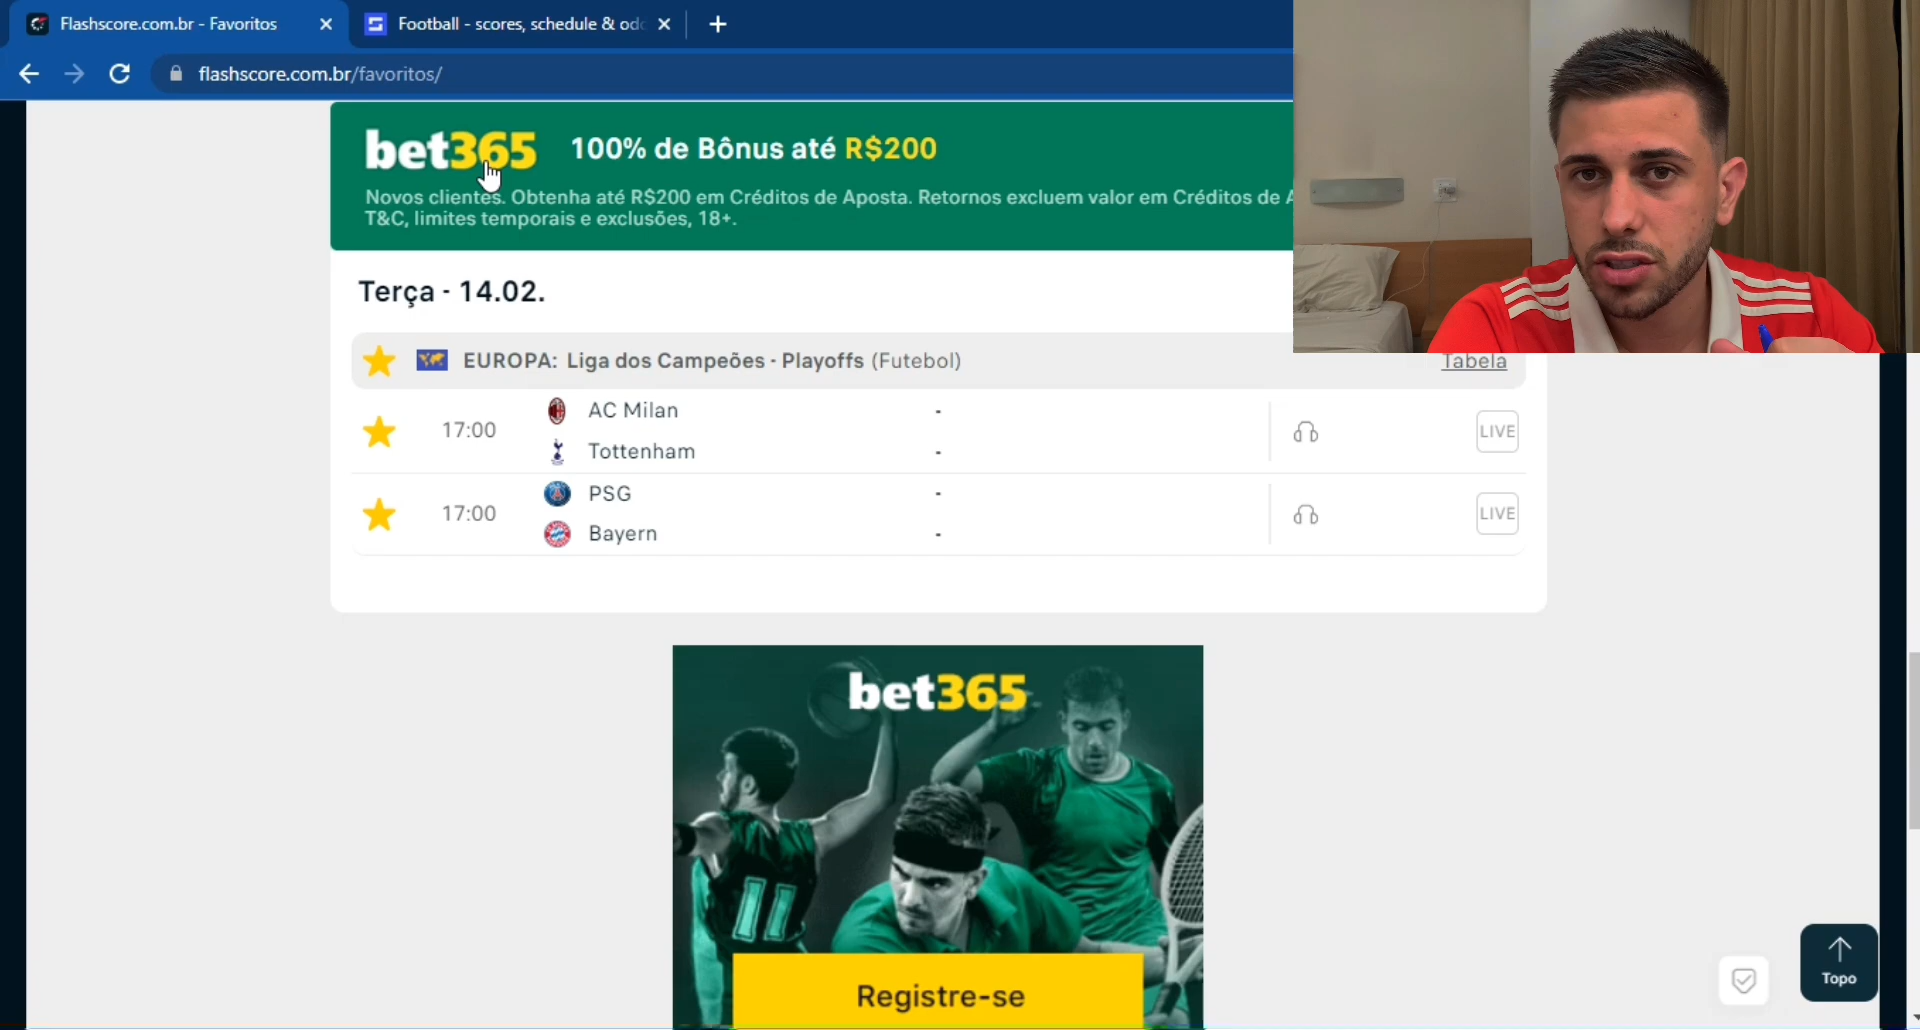 Flashscore.com.br - Favoritos
Football - scores, schedule & od
flashscore.com.br/favoritos/
bet365 100% de Bônus até R$200
Novos clientes. Obtenha até R$200 em Créditos de Aposta. Retornos excluem valor em Créditos de
T&C, limites temporais e exclusões, 18+.
Terça - 14.02.
EUROPA: Liga dos Campeões - Playoffs (Futebol)
Tabela
17:00
AC Milan
-
Tottenham
-
LIVE
17:00
PSG
-
Bayern
-
LIVE
bet365
11
Registre-se
Topo